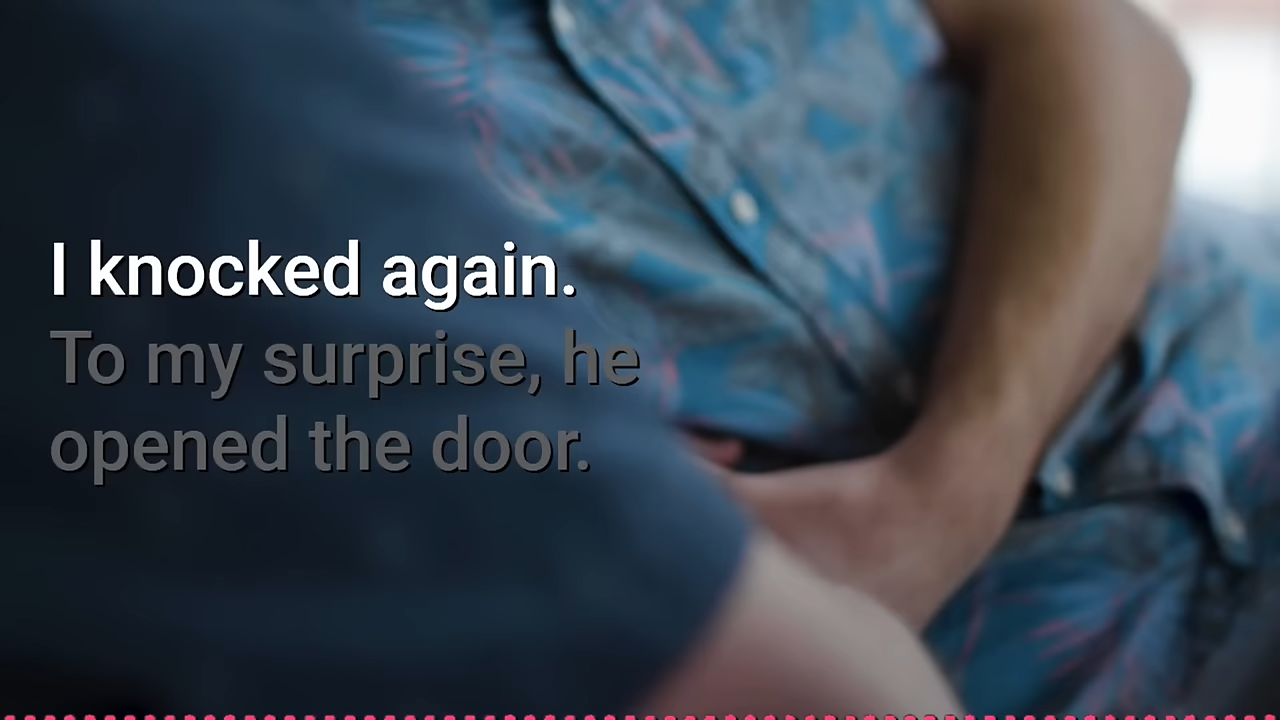 I knocked again.
To my surprise, he
opened the door.